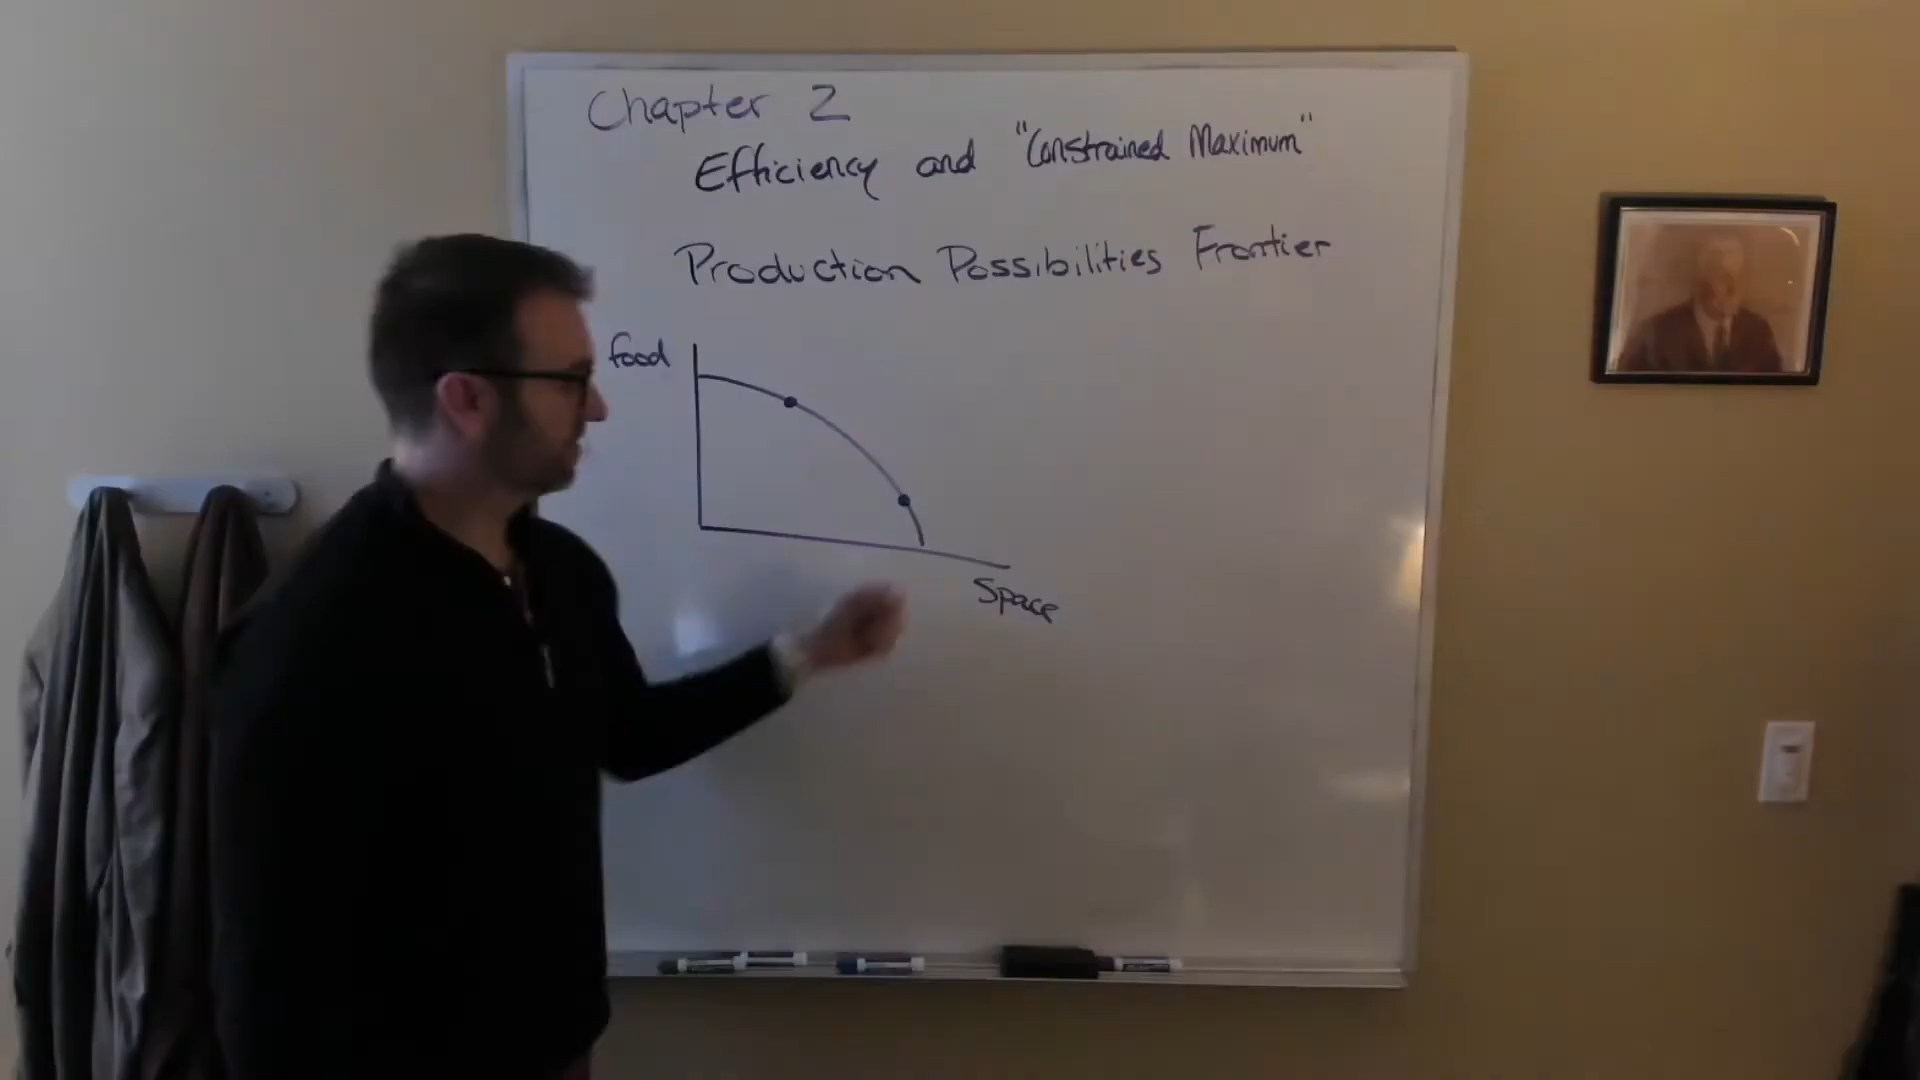 Chapter 2
Efficiency and "Constrained Maximum"
Production Possibilities Frontier
food
Space